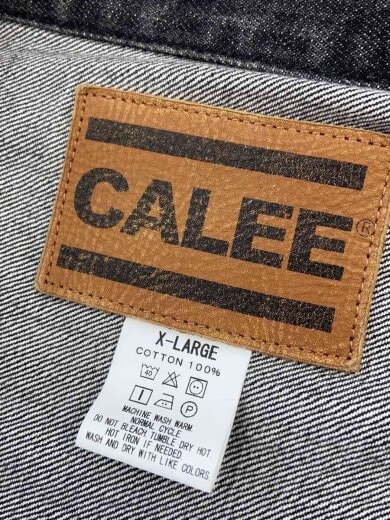 CALEE®
X-LARGE
COTTON 100%
40
P
MACHINE WASH WARM.
NORMAL CYCLE
DO NOT BLEACH TUMBLE DRY HOT.
HOT IRON IF NEEDED
WASH AND DRY WITH LIKE COLORS